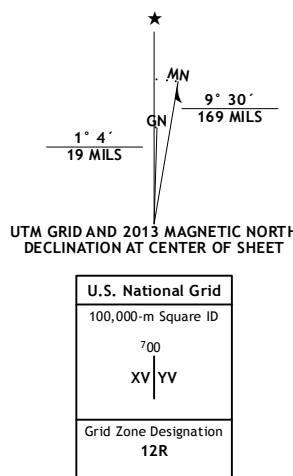 ★
MN
GN
9° 30´
169 MILS
1° 4´
19 MILS
UTM GRID AND 2013 MAGNETIC NORTH
DECLINATION AT CENTER OF SHEET
U.S. National Grid
100,000-m Square ID
⁷00
XV YV
Grid Zone Designation
12R